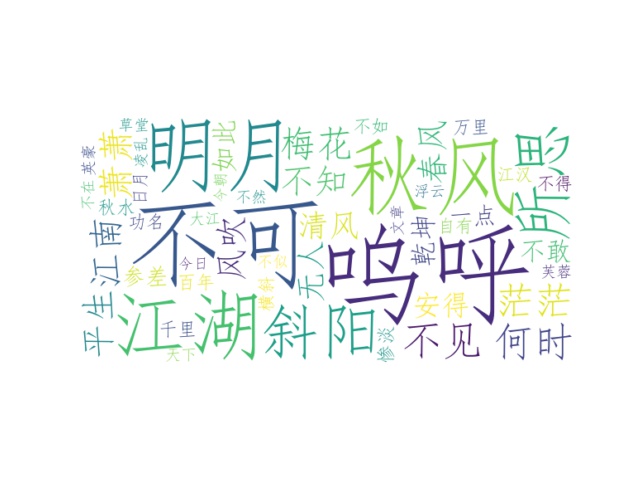 草堂
明月
梅花
不如
春风
万里
英豪
萧萧
凌乱
如此
秋风
所思
不在
日月
今朝
不知
浮云
江汉
不得
秋水
不然
功名
大江
不可
清风
文章
乾坤
一点
自有
不敢
江南
风吹
今日
无人
呜呼
芙蓉
参差
百年
横斜
安得
茫茫
平生
江湖
千里
斜阳
惨淡
不见
何时
天下